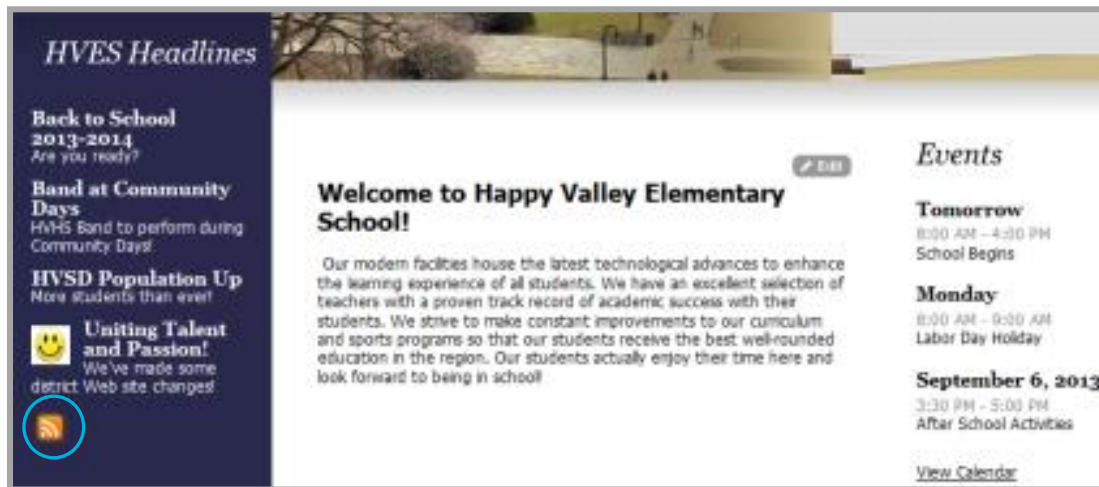 HVES Headlines
Back to School
2013-2014
Are you ready?
Band at Community
Days
HVHS Band to perform during
Community Days!
HVSD Population Up
More students than ever!
Uniting Talent
and Passion!
We've made some
district Web site changes!
Edit
Welcome to Happy Valley Elementary
School!
Our modern facilities house the latest technological advances to enhance
the learning experience of all students. We have an excellent selection of
teachers with a proven track record of academic success with their
students. We strive to make constant improvements to our curriculum
and sports programs so that our students receive the best well-rounded
education in the region. Our students actually enjoy their time here and
look forward to being in school!
Events
Tomorrow
8:00 AM - 4:00 PM
School Begins
Monday
8:00 AM - 9:00 AM
Labor Day Holiday
September 6, 2013
3:30 PM - 5:00 PM
After School Activities
View Calendar